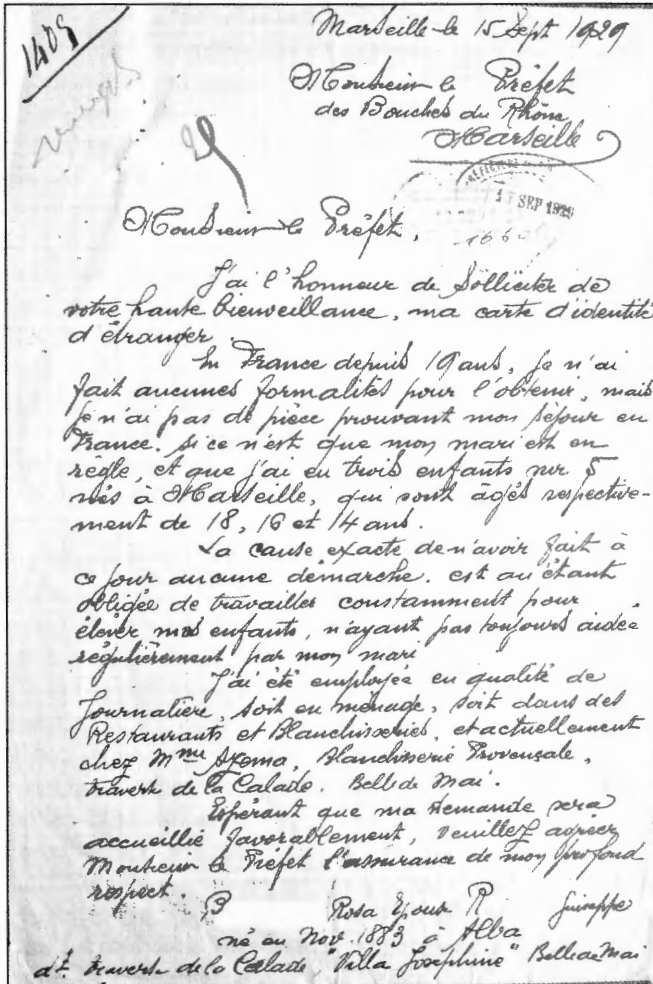 1409
Marseille le 15 Sept 1929
Monsieur le Préfet
des Bouches du Rhône
Marseille
17 SEP 1929
Monsieur le Préfet,
J'ai l'honneur de Solliciter de
votre haute bienveillance, ma carte d'identité
d'étranger.
En France depuis 19 ans, je n'ai
fait aucunes formalités pour l'obtenir, mais
je n'ai pas de pièce prouvant mon séjour en
France. si ce n'est que mon mari est en
règle, et que j'ai eu trois enfants sur 5
nés à Marseille, qui sont âgés respective-
ment de 18, 16 et 14 ans.
La cause exacte de n'avoir fait à
ce jour aucune démarche. est qu'étant
obligée de travailler constamment pour
élever mes enfants, n'ayant pas toujours aidée
régulièrement par mon mari
J'ai été employée en qualité de
Journalière, soit en ménage, soit dans des
Restaurants et Blanchisseries, et actuellement
chez Mme, Blanchisserie Provençale,
traverse de la Calade. Belle de Mai.
Espérant que ma demande sera
accueillie favorablement, veuillez agréer
Monsieur le Préfet l'assurance de mon profond
respect.
B Rosa Epouse R Guiseppe
né en Nov. 1883 à Alba
dt. traverse de la Calade "Villa Joséphine" Belle de Mai